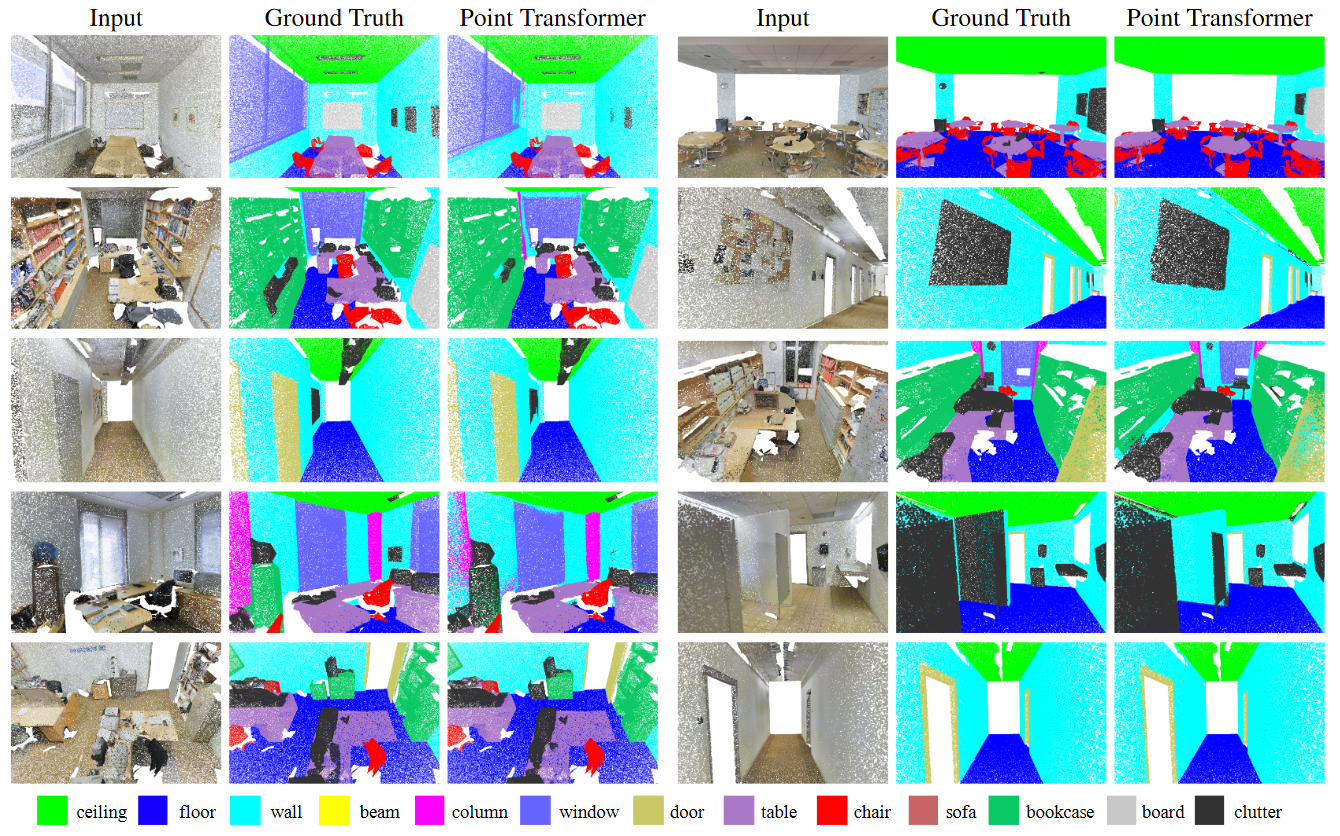 Input Ground Truth Point Transformer Input Ground Truth Point Transformer
ceiling floor wall beam column window door table chair sofa bookcase board clutter